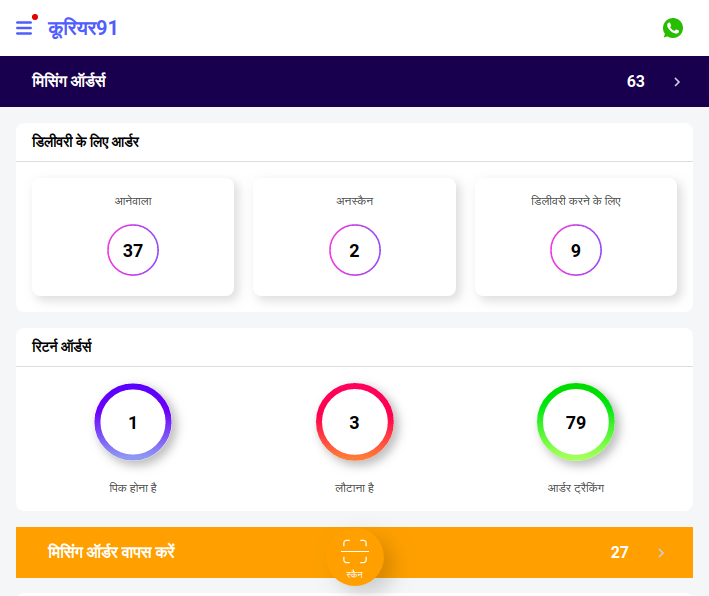 कूरियर91
मिसिंग ऑर्डर्स 63
डिलीवरी के लिए आर्डर
आनेवाला अनस्कैन डिलीवरी करने के लिए
37 2 9
रिटर्न ऑर्डर्स
1 3 79
पिक होना है लौटाना है आर्डर ट्रैकिंग
मिसिंग ऑर्डर वापस करें 27
स्कैन